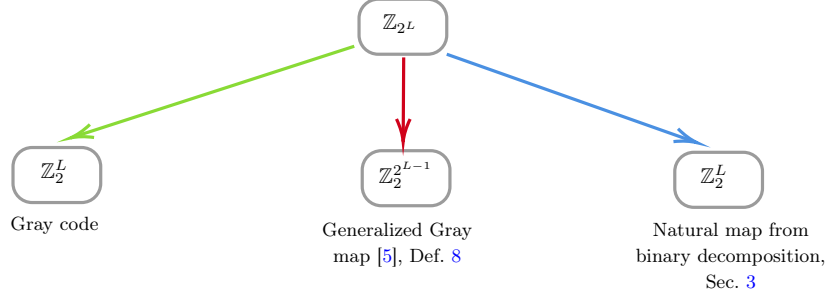 ℤ_{2^L}
ℤ_2^L
ℤ_2^{2^{L-1}}
ℤ_2^L
Gray code
Generalized Gray
map [5], Def. 8
Natural map from
binary decomposition,
Sec. 3